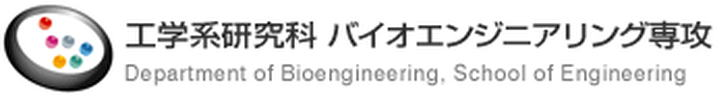 工学系研究科 バイオエンジニアリング専攻
Department of Bioengineering, School of Engineering